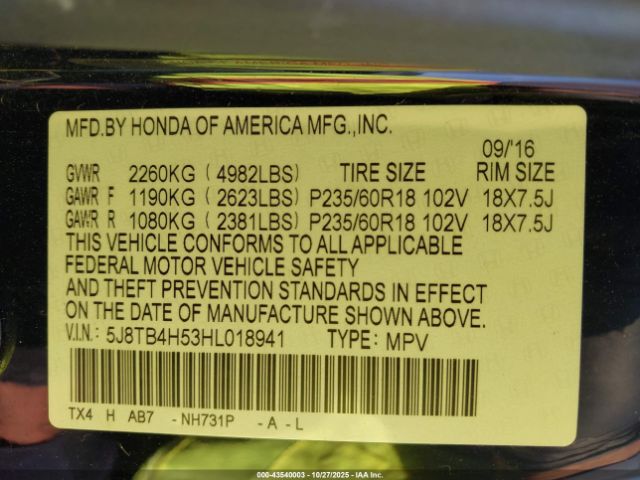 MFD.BY HONDA OF AMERICA MFG.,INC.
09/'16
GVWR 2260KG ( 4982LBS) TIRE SIZE RIM SIZE
GAWR F 1190KG ( 2623LBS) P235/60R18 102V 18X7.5J
GAWR R 1080KG ( 2381LBS) P235/60R18 102V 18X7.5J
THIS VEHICLE CONFORMS TO ALL APPLICABLE
FEDERAL MOTOR VEHICLE SAFETY
AND THEFT PREVENTION STANDARDS IN EFFECT
ON THE DATE OF MANUFACTURE SHOWN ABOVE.
V.I.N.: 5J8TB4H53HL018941 TYPE: MPV
TX4 H AB7 -NH731P -A-L
000-43540003 | 10/27/2025 | IAA Inc.